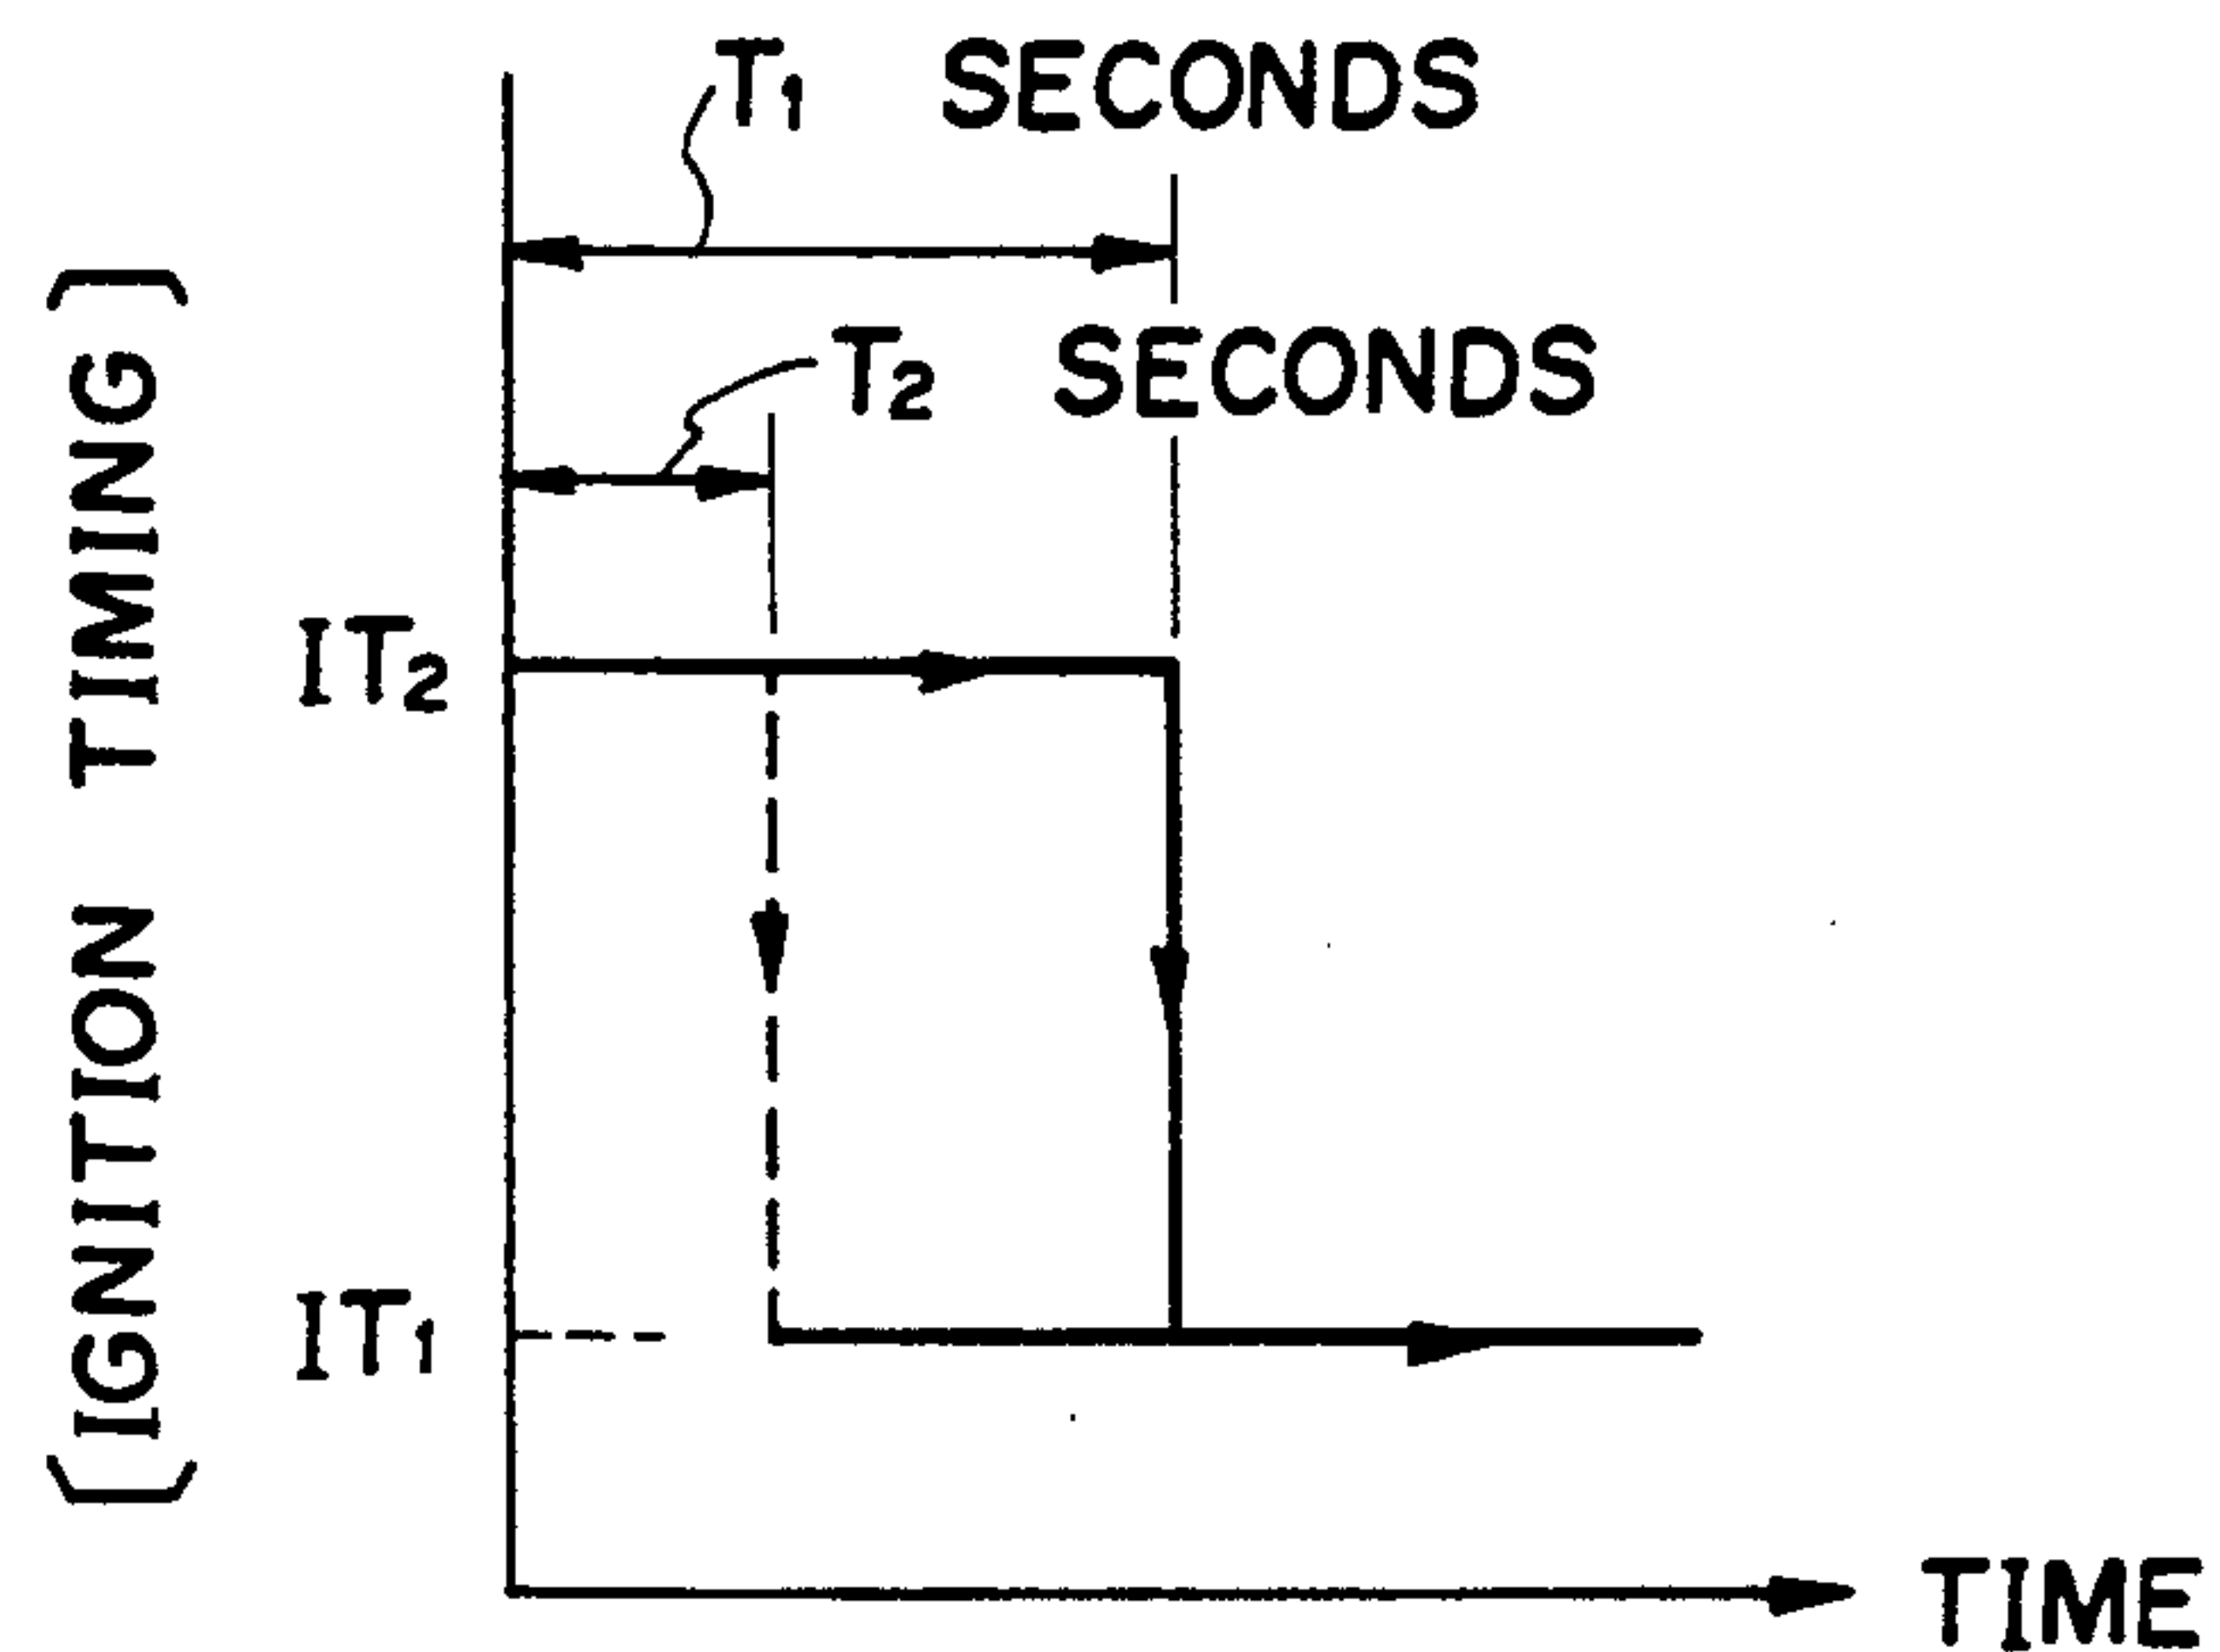 T₁ SECONDS
T₂ SECONDS
(IGNITION TIMING)
IT₂
IT₁
TIME